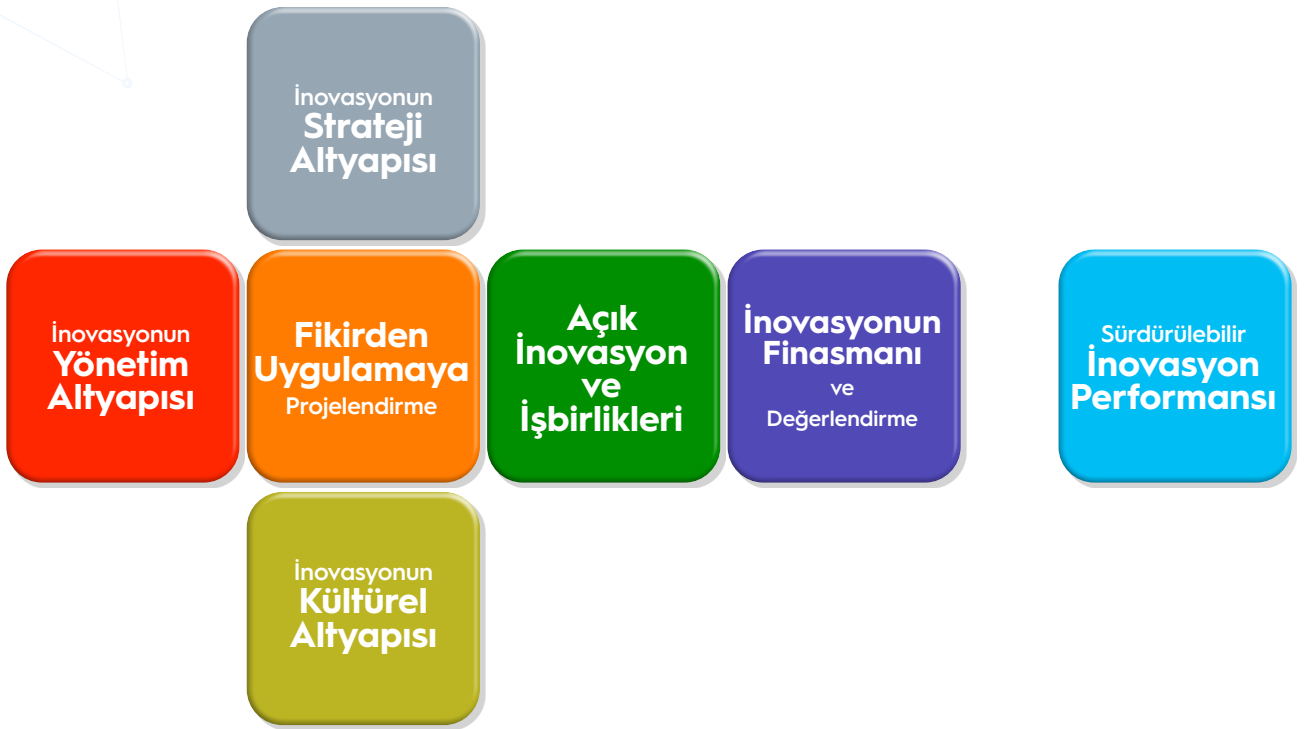 İnovasyonun
Strateji
Altyapısı
İnovasyonun
Yönetim
Altyapısı
Fikirden
Uygulamaya
Projelendirme
Açık
İnovasyon
ve
İşbirlikleri
İnovasyonun
Finasmanı
ve
Değerlendirme
Sürdürülebilir
İnovasyon
Performansı
İnovasyonun
Kültürel
Altyapısı